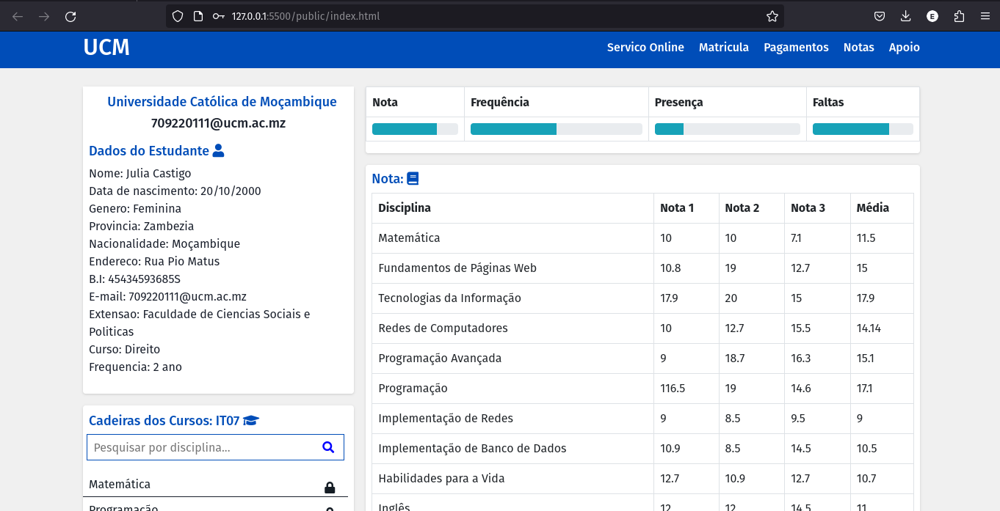 127.0.0.1:5500/public/index.html
E
UCM
Servico Online Matricula Pagamentos Notas Apoio
Universidade Católica de Moçambique
709220111@ucm.ac.mz
Dados do Estudante
Nome: Julia Castigo
Data de nascimento: 20/10/2000
Genero: Feminina
Provincia: Zambezia
Nacionalidade: Moçambique
Endereco: Rua Pio Matus
B.I: 45434593685S
E-mail: 709220111@ucm.ac.mz
Extensao: Faculdade de Ciencias Sociais e
Politicas
Curso: Direito
Frequencia: 2 ano
Cadeiras dos Cursos: IT07
Pesquisar por disciplina...
Matemática
Programação
Nota Frequência Presença Faltas
Nota:
Disciplina Nota 1 Nota 2 Nota 3 Média
Matemática 10 10 7.1 11.5
Fundamentos de Páginas Web 10.8 19 12.7 15
Tecnologias da Informação 17.9 20 15 17.9
Redes de Computadores 10 12.7 15.5 14.14
Programação Avançada 9 18.7 16.3 15.1
Programação 116.5 19 14.6 17.1
Implementação de Redes 9 8.5 9.5 9
Implementação de Banco de Dados 10.9 8.5 14.5 10.5
Habilidades para a Vida 12.7 10.9 12.7 10.7
Inglês 12 12 14.5 11